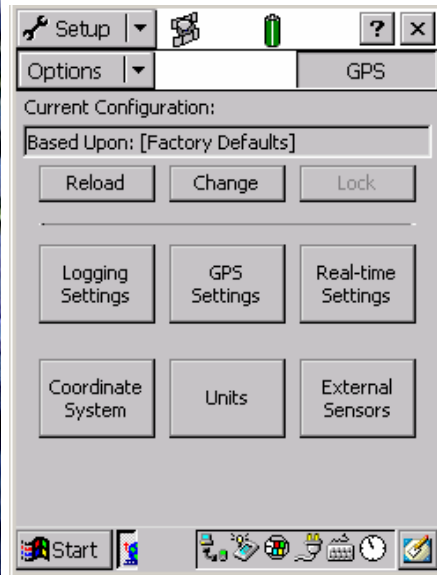 Setup ? ×
Options GPS
Current Configuration:
Based Upon: [Factory Defaults]
Reload Change Lock
Logging Settings GPS Settings Real-time Settings
Coordinate System Units External Sensors
Start